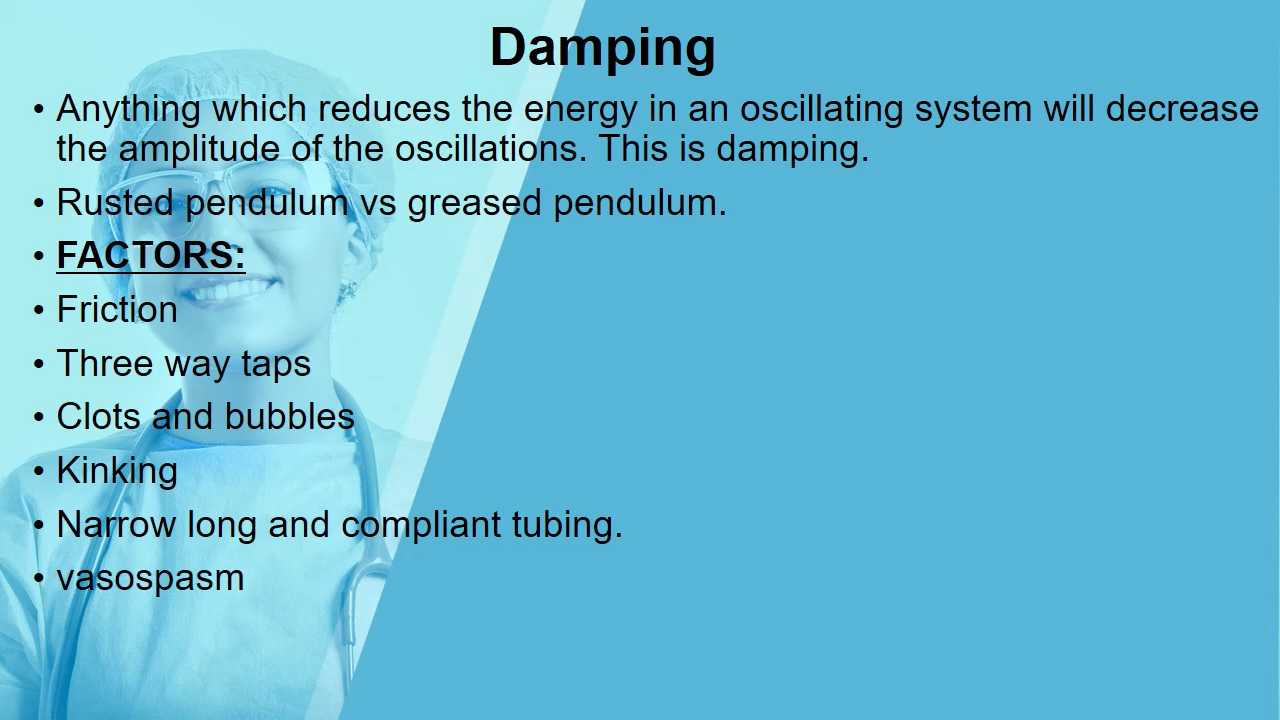 Damping
• Anything which reduces the energy in an oscillating system will decrease
the amplitude of the oscillations. This is damping.
• Rusted pendulum vs greased pendulum.
• FACTORS:
• Friction
• Three way taps
• Clots and bubbles
• Kinking
• Narrow long and compliant tubing.
• vasospasm